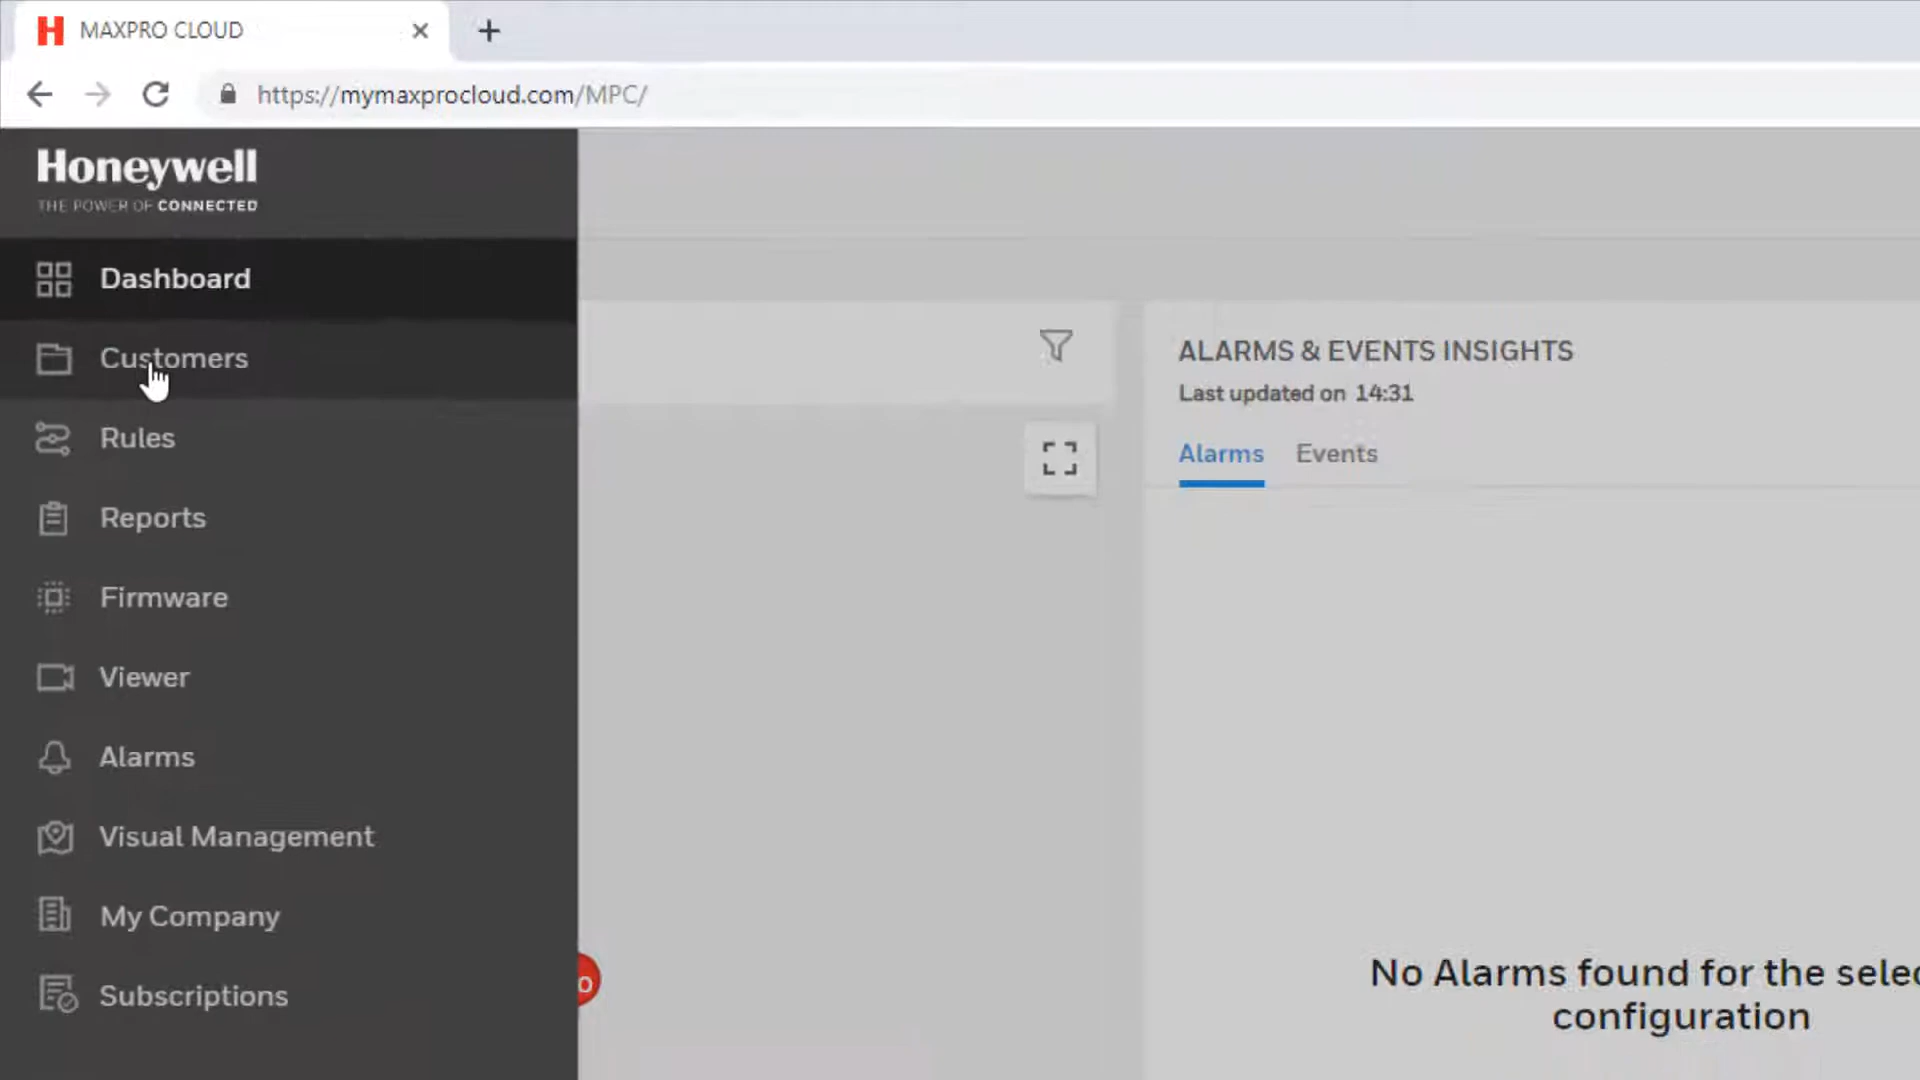 MAXPRO CLOUD
https://mymaxprocloud.com/MPC/
Honeywell
THE POWER OF CONNECTED
Dashboard
Customers
Rules
Reports
Firmware
Viewer
Alarms
Visual Management
My Company
Subscriptions
ALARMS & EVENTS INSIGHTS
Last updated on 14:31
Alarms Events
No Alarms found for the selec
configuration